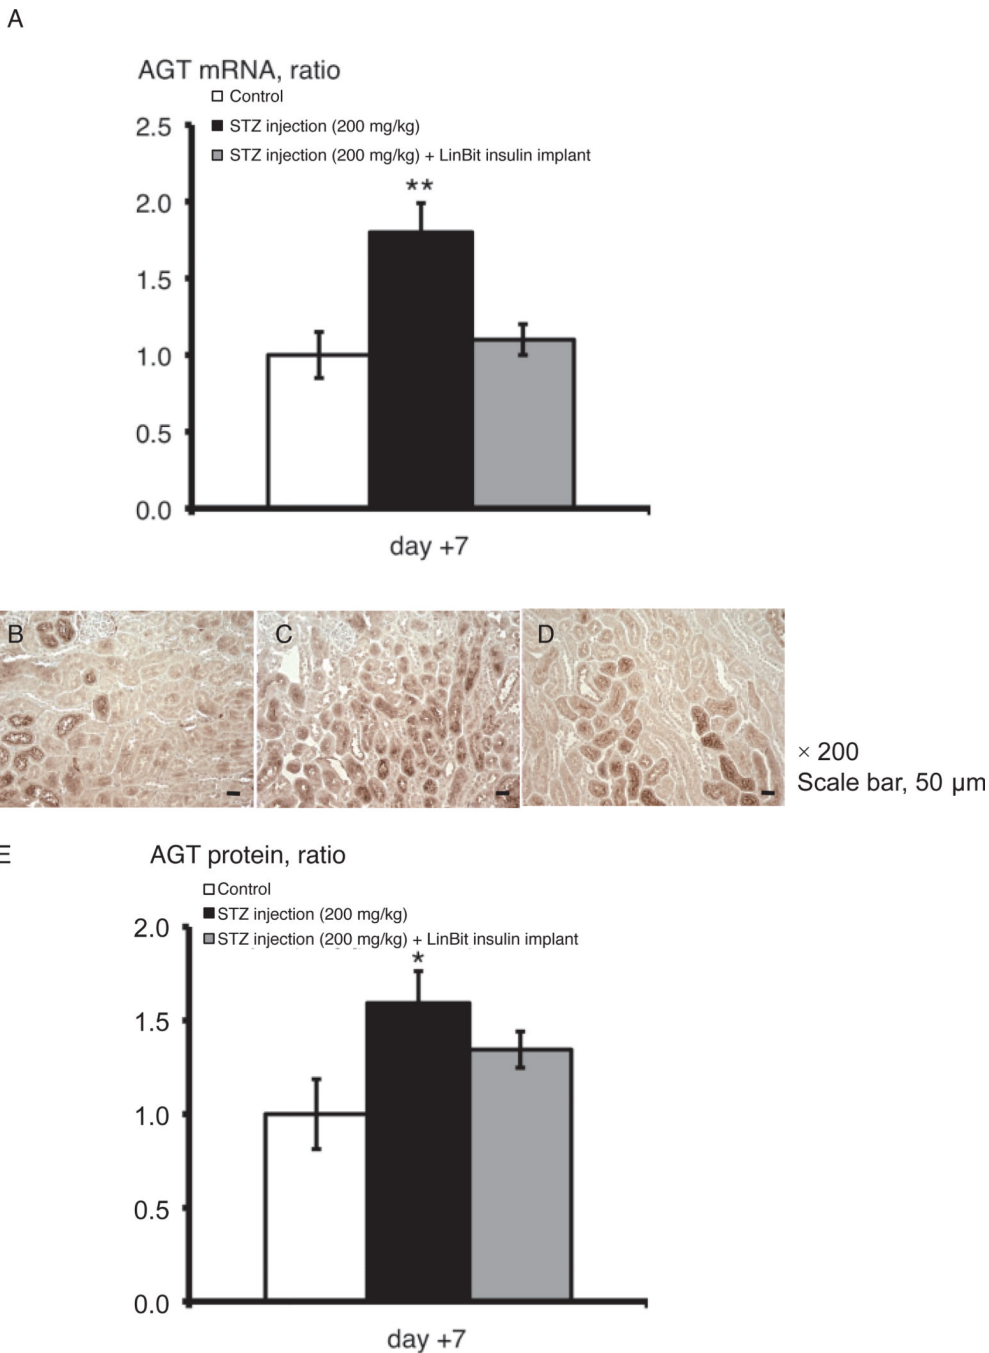 A
AGT mRNA, ratio
Control
STZ injection (200 mg/kg)
STZ injection (200 mg/kg) + LinBit insulin implant
2.5
2.0
1.5
1.0
0.5
0.0
**
day +7
B
C
D
× 200
Scale bar, 50 µm
E
AGT protein, ratio
Control
STZ injection (200 mg/kg)
STZ injection (200 mg/kg) + LinBit insulin implant
2.0
1.5
1.0
0.5
0.0
*
day +7